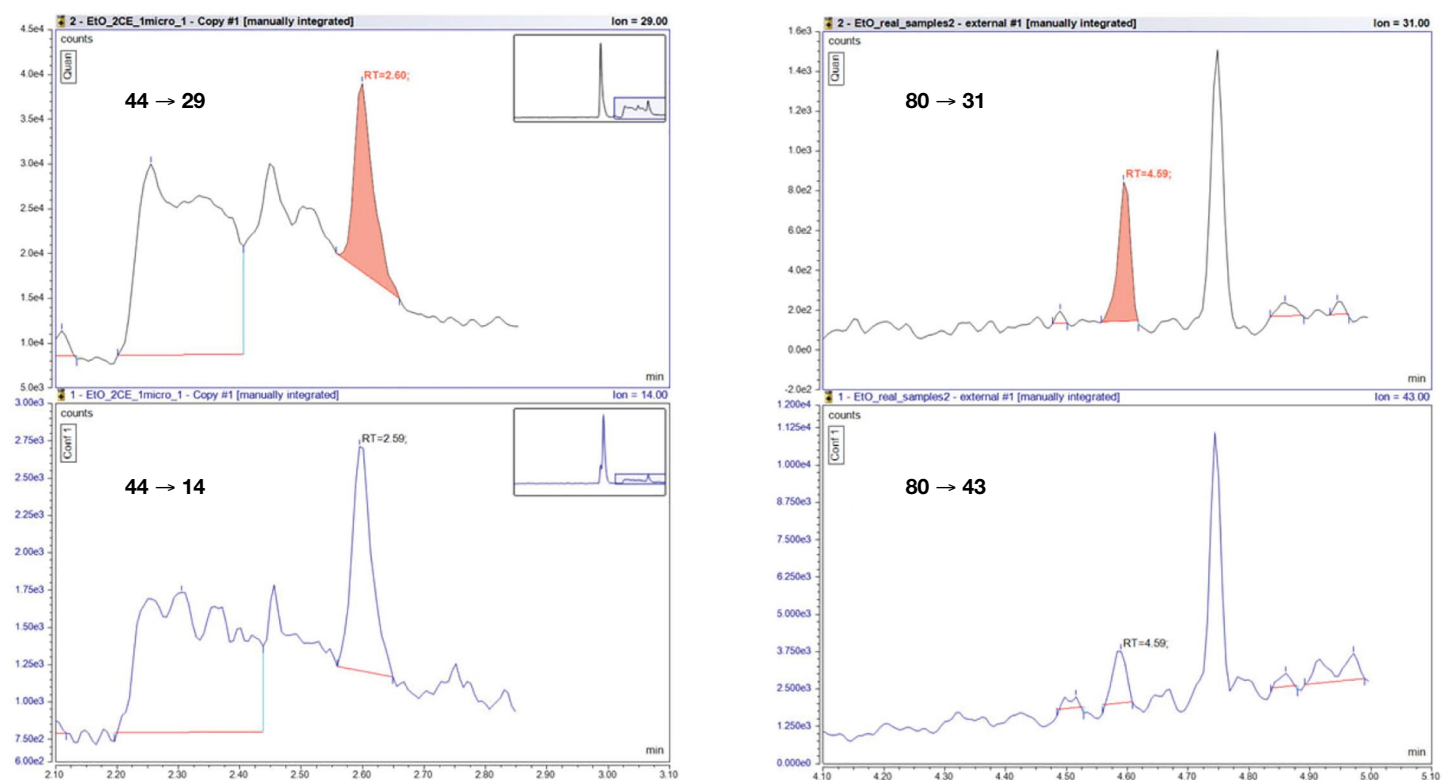 2 - EtO_2CE_1micro_1 - Copy #1 [manually integrated] Ion = 29.00
counts
Quan
44 → 29
RT=2.60;
4.5e4
4.0e4
3.5e4
3.0e4
2.5e4
2.0e4
1.5e4
1.0e4
5.0e3
min
1 - EtO_2CE_1micro_1 - Copy #1 [manually integrated] Ion = 14.00
counts
Conf 1
44 → 14
RT=2.59;
3.00e3
2.75e3
2.50e3
2.25e3
2.00e3
1.75e3
1.50e3
1.25e3
1.00e3
7.50e2
6.00e2
min
2.10 2.20 2.30 2.40 2.50 2.60 2.70 2.80 2.90 3.00 3.10
2 - EtO_real_samples2 - external #1 [manually integrated] Ion = 31.00
counts
Quan
80 → 31
RT=4.59;
1.6e3
1.4e3
1.2e3
1.0e3
8.0e2
6.0e2
4.0e2
2.0e2
0.0e0
-2.0e2
min
1 - EtO_real_samples2 - external #1 [manually integrated] Ion = 43.00
counts
Conf 1
80 → 43
RT=4.59;
1.200e4
1.125e4
1.000e4
8.750e3
7.500e3
6.250e3
5.000e3
3.750e3
2.500e3
1.250e3
0.000e0
min
4.10 4.20 4.30 4.40 4.50 4.60 4.70 4.80 4.90 5.00 5.10